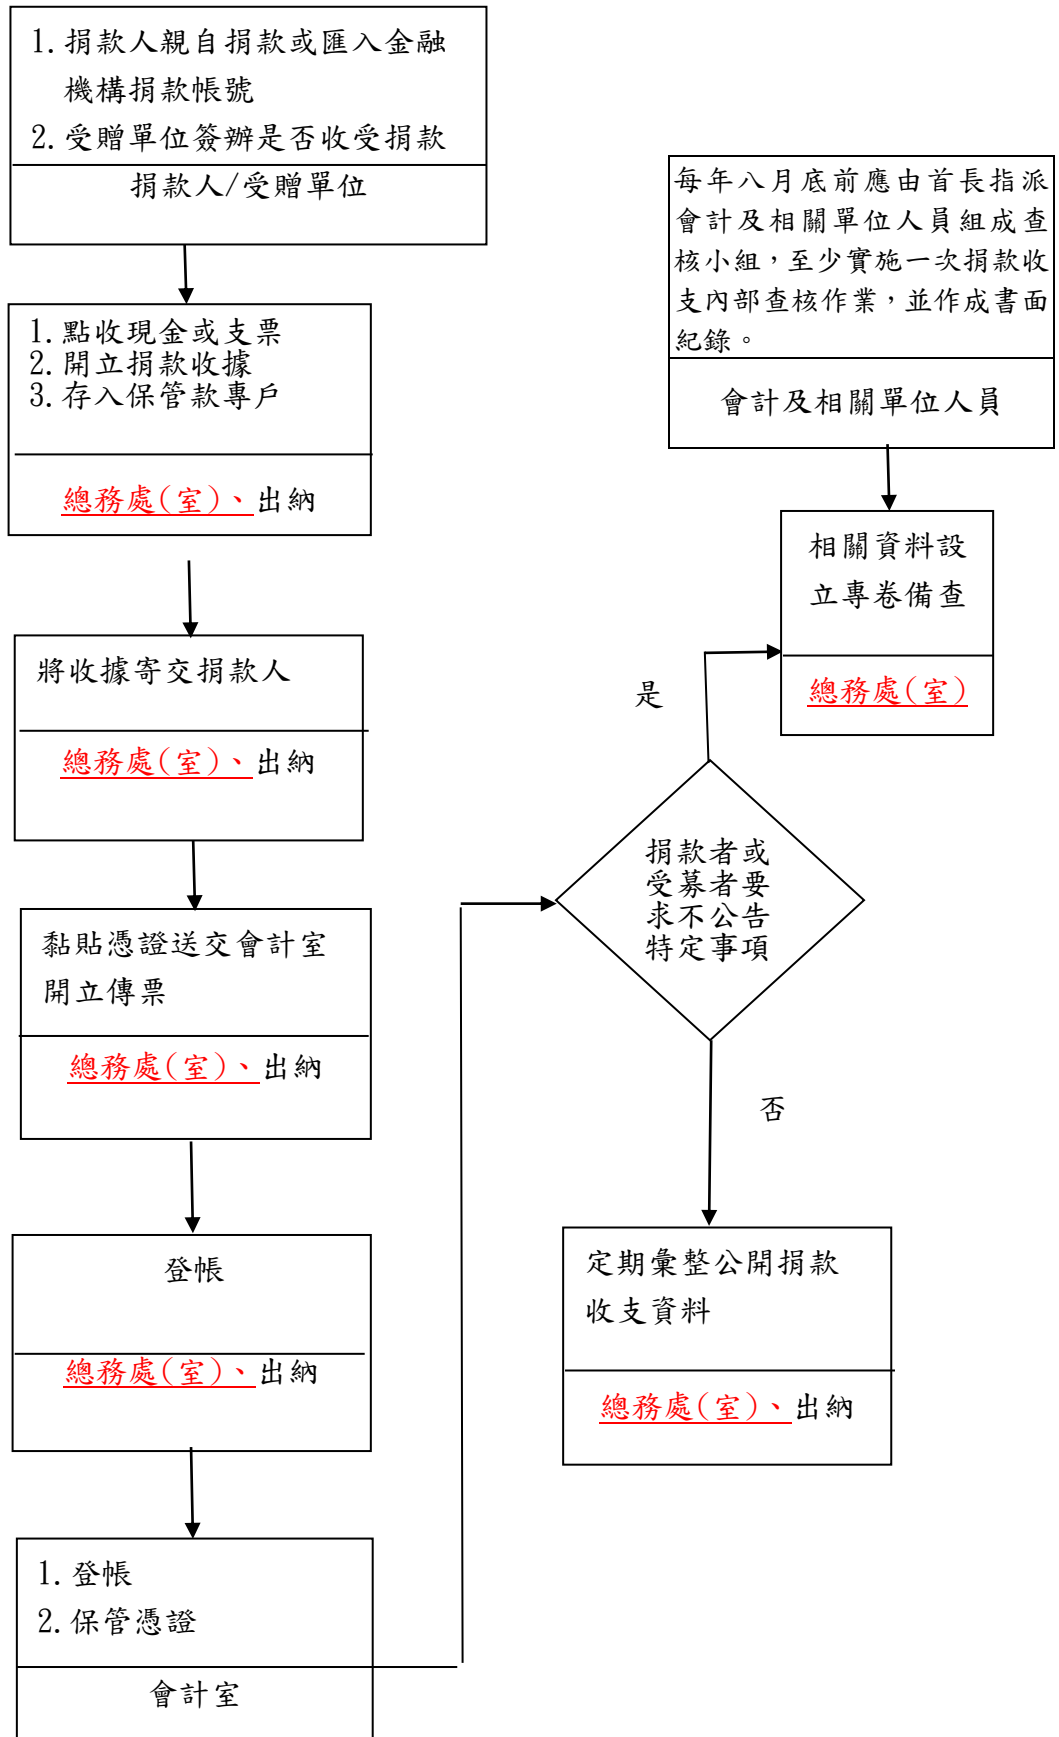 1. 捐款人親自捐款或匯入金融
機構捐款帳號
2. 受贈單位簽辦是否收受捐款
捐款人/受贈單位
1. 點收現金或支票
2. 開立捐款收據
3. 存入保管款專戶
總務處(室)、出納
將收據寄交捐款人
總務處(室)、出納
黏貼憑證送交會計室
開立傳票
總務處(室)、出納
登帳
總務處(室)、出納
1. 登帳
2. 保管憑證
會計室
每年八月底前應由首長指派
會計及相關單位人員組成查
核小組，至少實施一次捐款收
支內部查核作業，並作成書面
紀錄。
會計及相關單位人員
相關資料設
立專卷備查
總務處(室)
是
捐款者或
受募者要
求不公告
特定事項
否
定期彙整公開捐款
收支資料
總務處(室)、出納